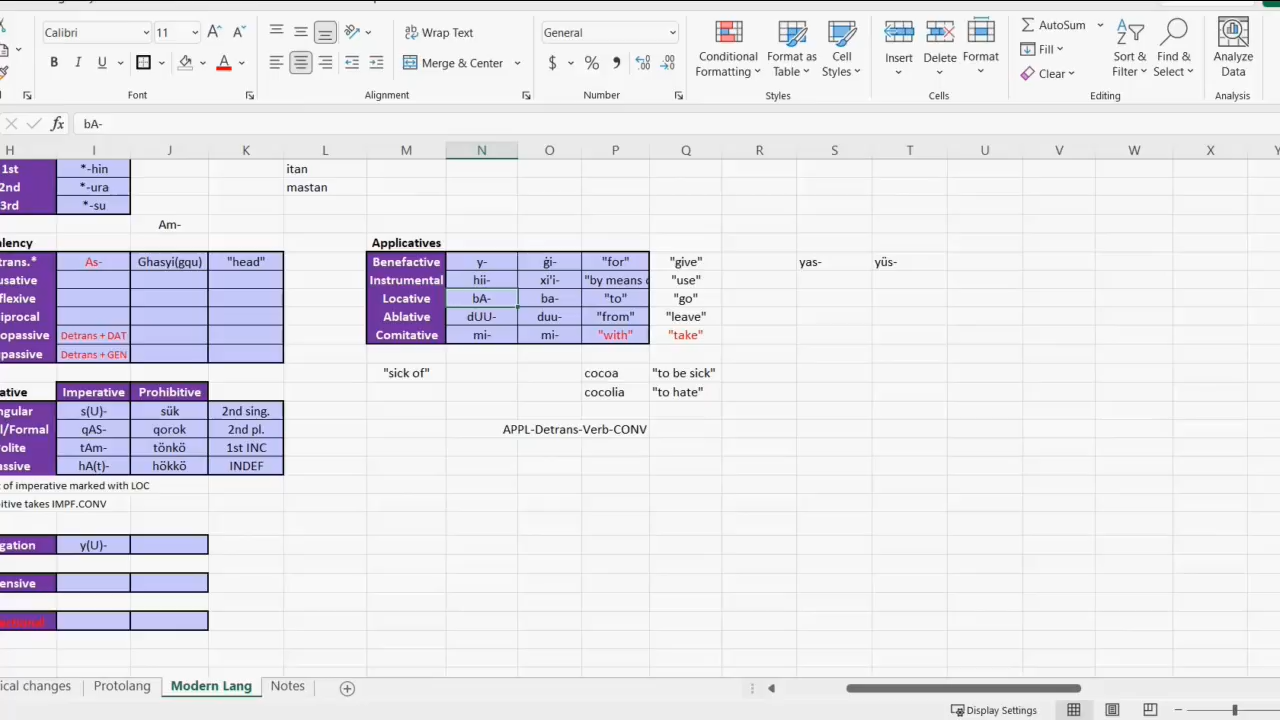 Calibri 11 A A Wrap Text General AutoSum
B I U A Merge & Center $ % 9 Conditional Formatting Format as Table Cell Styles Insert Delete Format Fill Clear Sort & Filter Find & Select Analyze Data
Font Alignment Number Styles Cells Editing Analysis
fx bA-
H I J K L M N O P Q R S T U V W X
1st *-hin itan
2nd *-ura mastan
3rd *-su
Am-
lency Applicatives
trans.* As- Ghasyi(gqu) "head" Benefactive y- ġi- "for" "give" yas- yüs-
usative Instrumental hii- xi'i- "by means o "use"
flexive Locative bA- ba- "to" "go"
iprocal Ablative dUU- duu- "from" "leave"
opassive Detrans + DAT Comitative mi- mi- "with" "take"
passive Detrans + GEN
"sick of" cocoa "to be sick"
ative Imperative Prohibitive cocolia "to hate"
ngular s(U)- sük 2nd sing.
l/Formal qAS- qorok 2nd pl. APPL-Detrans-Verb-CONV
olite tAm- tönkö 1st INC
assive hA(t)- hökkö INDEF
t of imperative marked with LOC
bitive takes IMPF.CONV
gation y(U)-
ensive
ical changes Protolang Modern Lang Notes
Display Settings